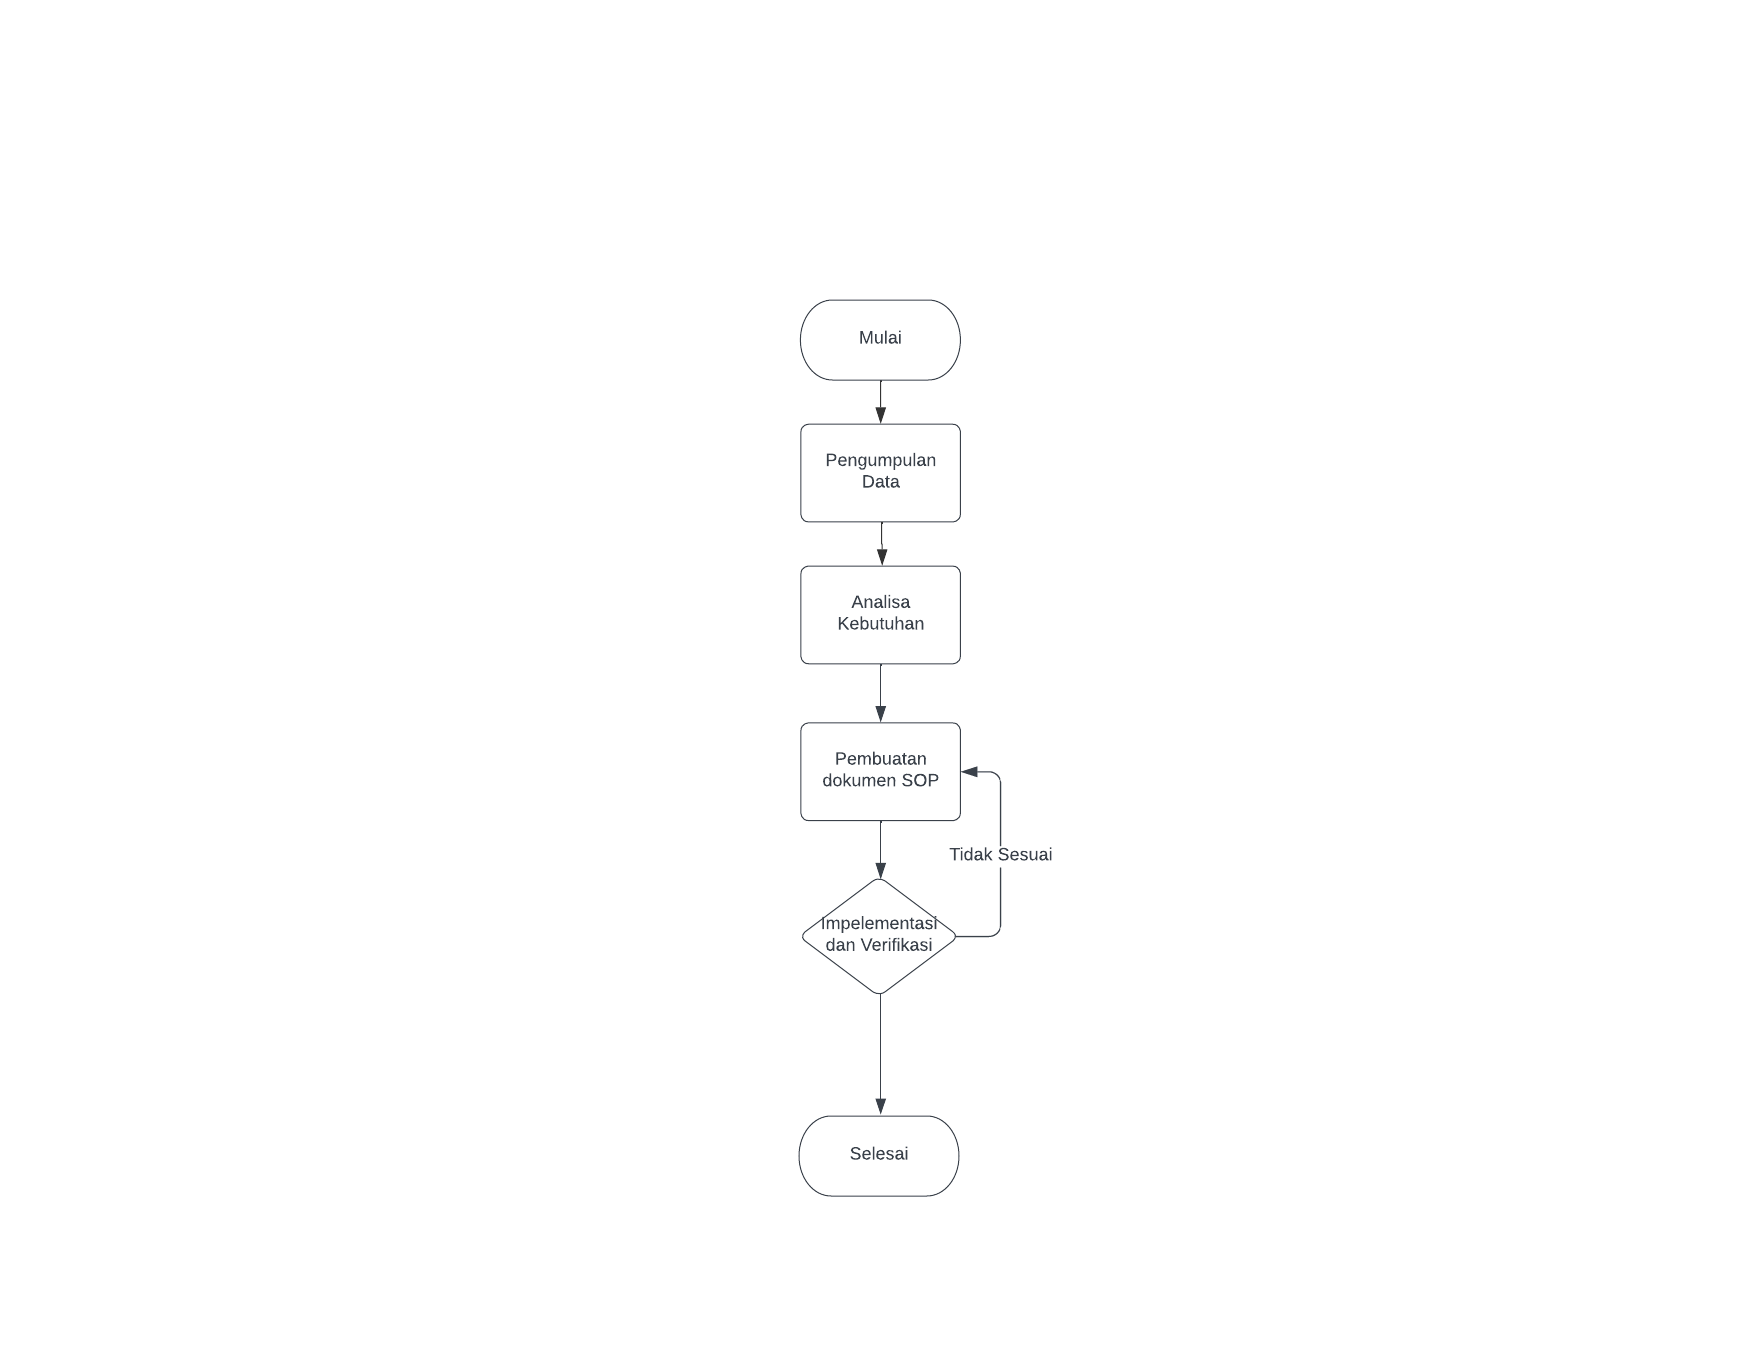 Mulai
Pengumpulan
Data
Analisa
Kebutuhan
Pembuatan
dokumen SOP
Tidak Sesuai
Impelementasi
dan Verifikasi
Selesai